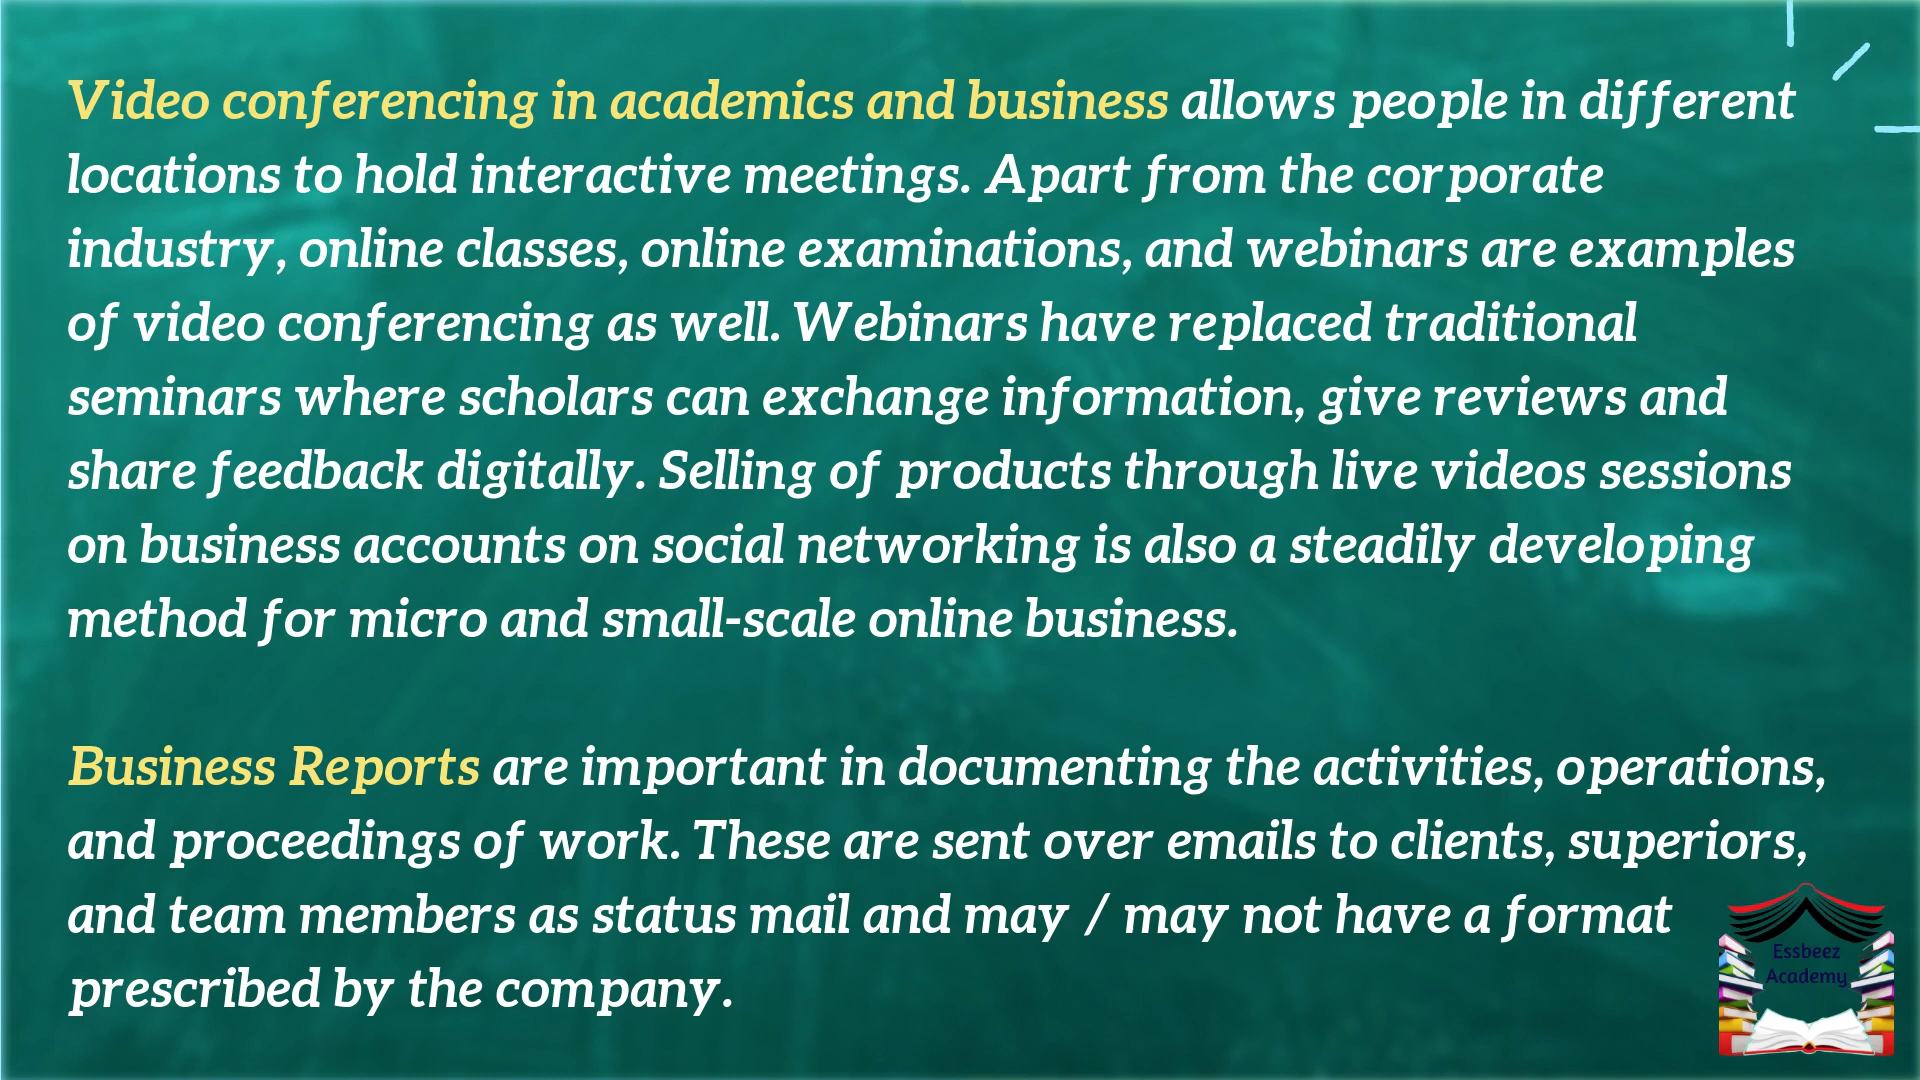 Video conferencing in academics and business allows people in different
locations to hold interactive meetings. Apart from the corporate
industry, online classes, online examinations, and webinars are examples
of video conferencing as well. Webinars have replaced traditional
seminars where scholars can exchange information, give reviews and
share feedback digitally. Selling of products through live videos sessions
on business accounts on social networking is also a steadily developing
method for micro and small-scale online business.
Business Reports are important in documenting the activities, operations,
and proceedings of work. These are sent over emails to clients, superiors,
and team members as status mail and may / may not have a format
prescribed by the company.
Essbeez
Academy